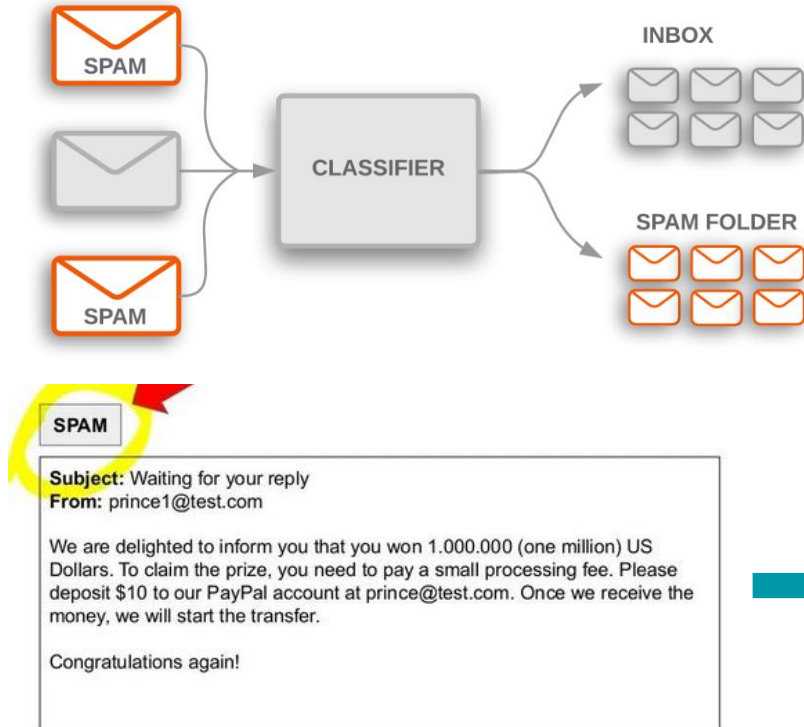 SPAM
INBOX
CLASSIFIER
SPAM FOLDER
SPAM
SPAM
Subject: Waiting for your reply
From: prince1@test.com
We are delighted to inform you that you won 1.000.000 (one million) US
Dollars. To claim the prize, you need to pay a small processing fee. Please
deposit $10 to our PayPal account at prince@test.com. Once we receive the
money, we will start the transfer.
Congratulations again!